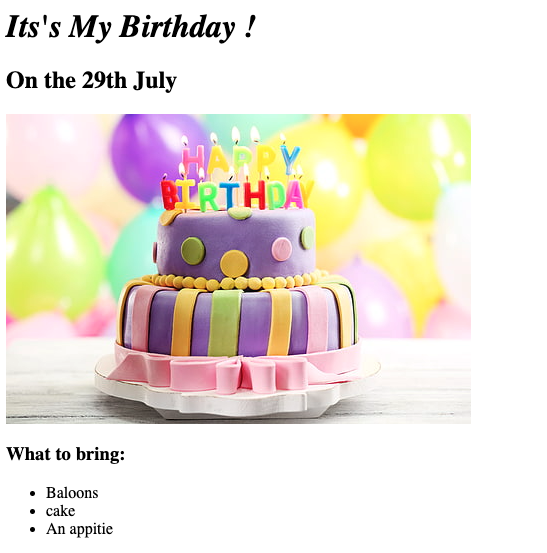 Its's My Birthday !
On the 29th July
HAPPY
BIRTHDAY
What to bring:
Baloons
cake
An appitie